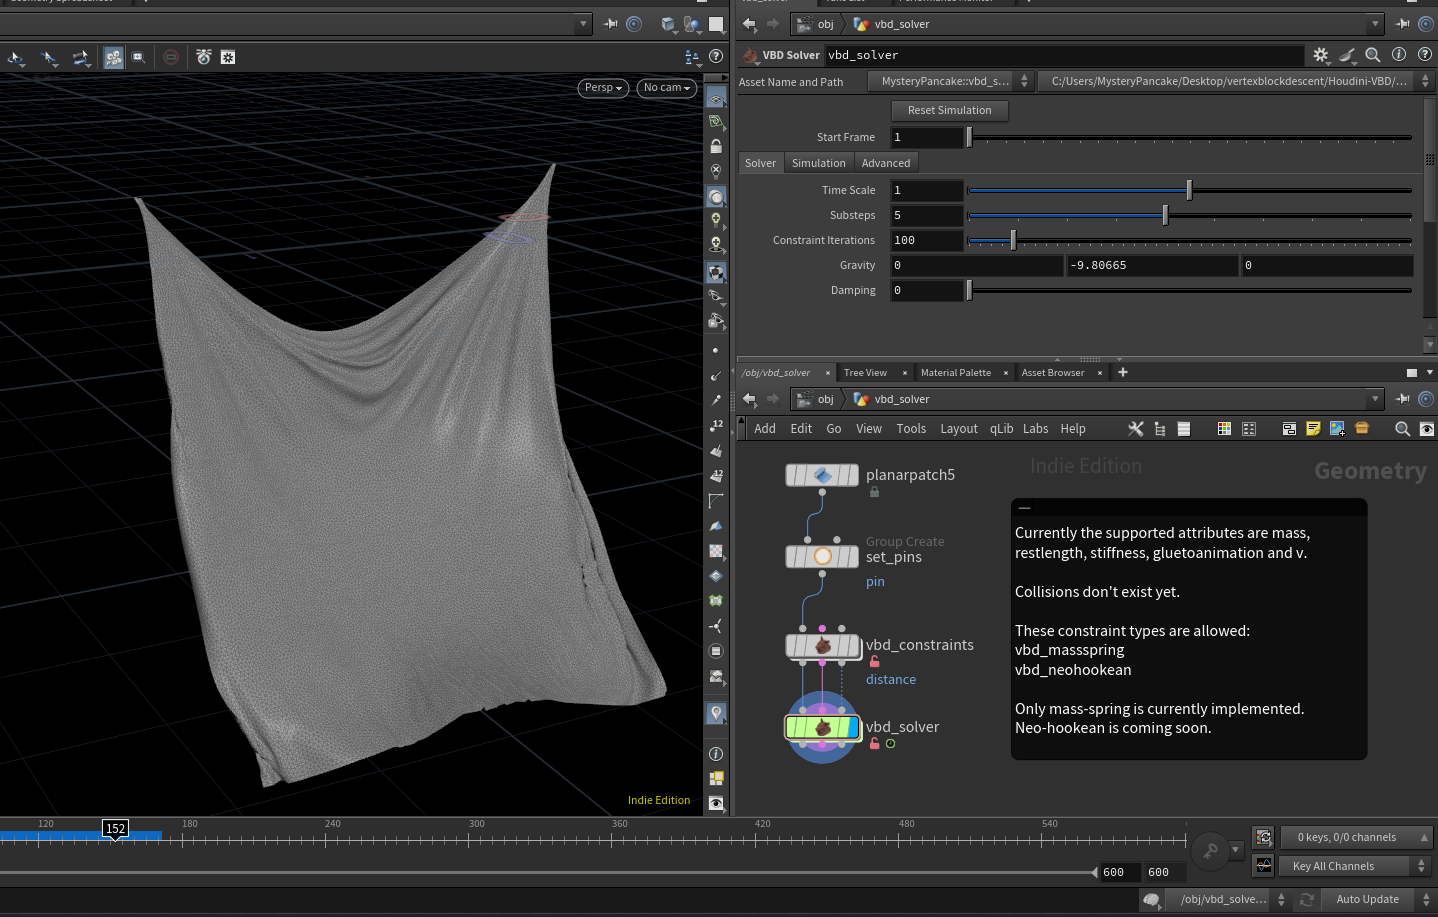 obj
vbd_solver
VBD Solver
vbd_solver
Persp
No cam
Asset Name and Path
MysteryPancake::vbd_s...
C:/Users/MysteryPancake/Desktop/vertexblockdescent/Houdini-VBD/...
Reset Simulation
Start Frame
1
Solver
Simulation
Advanced
Time Scale
1
Substeps
5
Constraint Iterations
100
Gravity
0
-9.80665
0
Damping
0
/obj/vbd_solver
Tree View
Material Palette
Asset Browser
obj
vbd_solver
Add
Edit
Go
View
Tools
Layout
qLib
Labs
Help
12
12
Indie Edition
Geometry
planarpatch5
Group Create
set_pins
pin
vbd_constraints
distance
vbd_solver
Currently the supported attributes are mass,
restlength, stiffness, gluetoanimation and v.
Collisions don't exist yet.
These constraint types are allowed:
vbd_massspring
vbd_neohookean
Only mass-spring is currently implemented.
Neo-hookean is coming soon.
Indie Edition
120
152
180
240
300
360
420
480
540
600
600
0 keys, 0/0 channels
Key All Channels
/obj/vbd_solve...
Auto Update